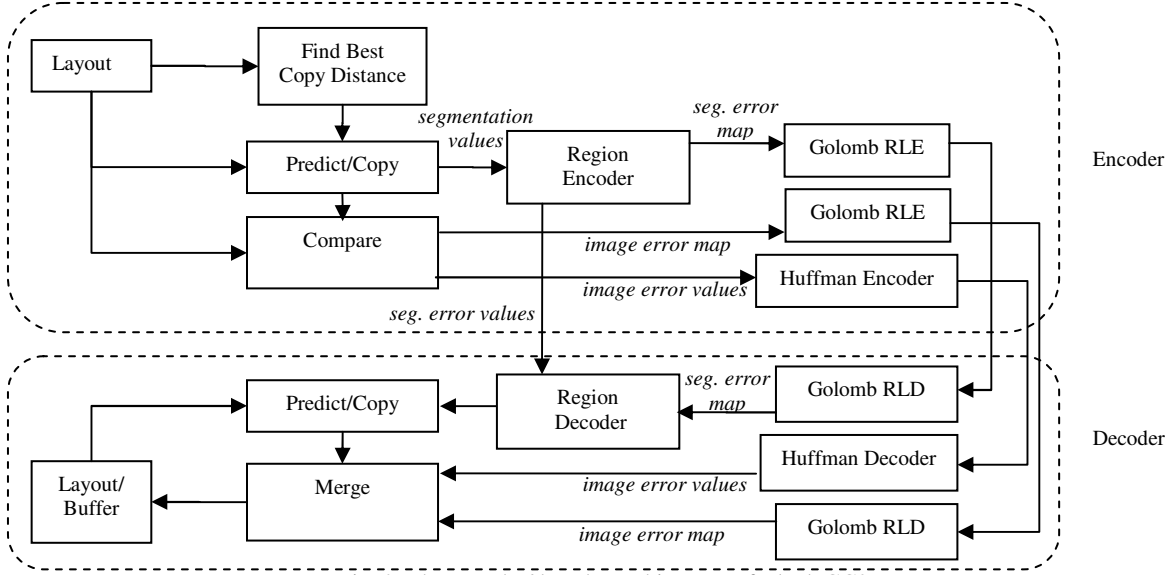 Layout
Find Best
Copy Distance
segmentation
values
seg. error
map
Predict/Copy
Region
Encoder
Golomb RLE
Encoder
Golomb RLE
Compare
image error map
Huffman Encoder
image error values
seg. error values
Predict/Copy
Region
Decoder
seg. error
map
Golomb RLD
Decoder
Huffman Decoder
Layout/
Buffer
Merge
image error values
Golomb RLD
image error map